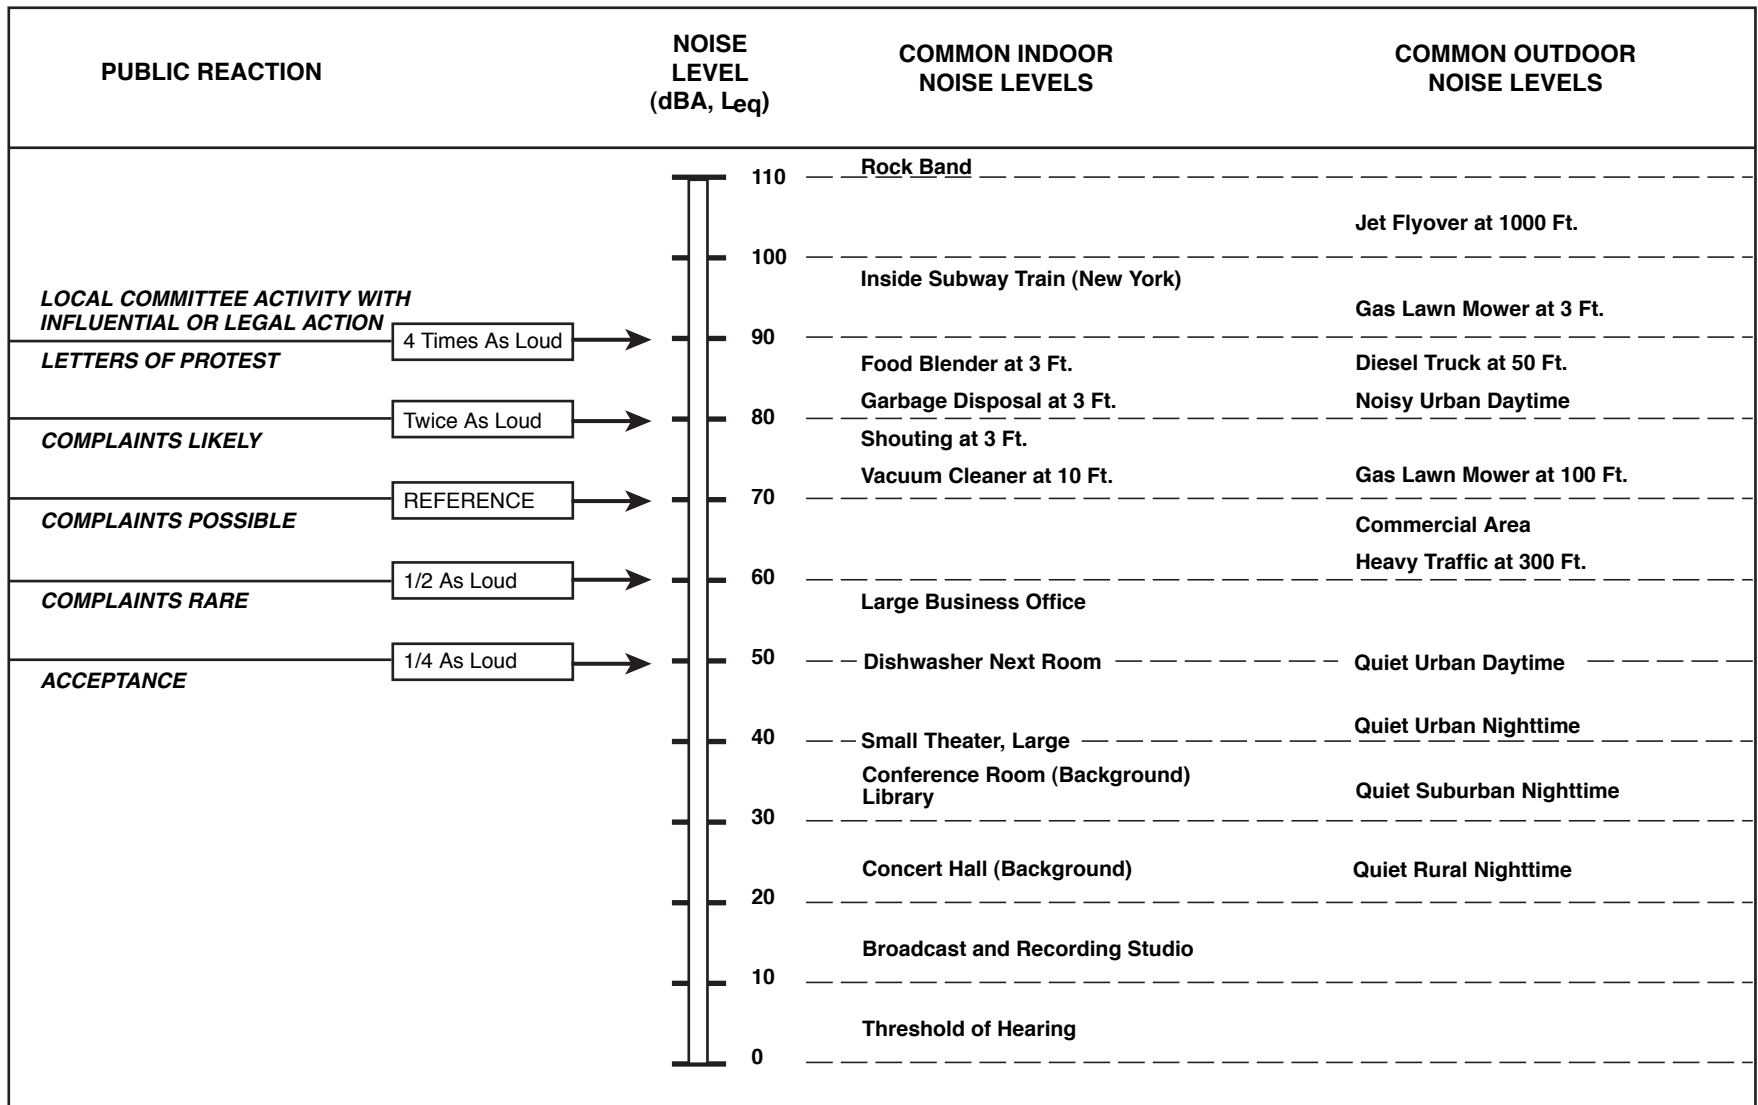 PUBLIC REACTION
NOISE
LEVEL
(dBA, Leq)
COMMON INDOOR
NOISE LEVELS
COMMON OUTDOOR
NOISE LEVELS
Rock Band
110
Jet Flyover at 1000 Ft.
100
Inside Subway Train (New York)
LOCAL COMMITTEE ACTIVITY WITH
INFLUENTIAL OR LEGAL ACTION
Gas Lawn Mower at 3 Ft.
4 Times As Loud
90
LETTERS OF PROTEST
Food Blender at 3 Ft.
Diesel Truck at 50 Ft.
Garbage Disposal at 3 Ft.
Noisy Urban Daytime
Twice As Loud
80
COMPLAINTS LIKELY
Shouting at 3 Ft.
Vacuum Cleaner at 10 Ft.
Gas Lawn Mower at 100 Ft.
REFERENCE
70
COMPLAINTS POSSIBLE
Commercial Area
Heavy Traffic at 300 Ft.
1/2 As Loud
60
COMPLAINTS RARE
Large Business Office
1/4 As Loud
50
Dishwasher Next Room
Quiet Urban Daytime
ACCEPTANCE
Quiet Urban Nighttime
40
Small Theater, Large
Conference Room (Background)
Library
Quiet Suburban Nighttime
30
Concert Hall (Background)
Quiet Rural Nighttime
20
Broadcast and Recording Studio
10
Threshold of Hearing
0